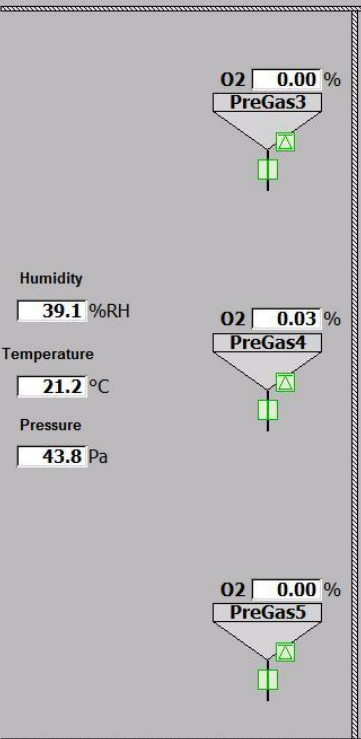 O2 0.00 %
PreGas3
Humidity
39.1 %RH
O2 0.03 %
PreGas4
Temperature
21.2 °C
Pressure
43.8 Pa
O2 0.00 %
PreGas5